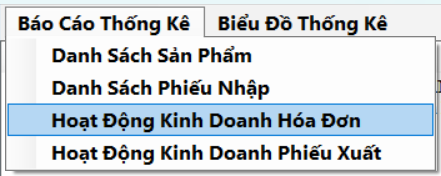 Báo Cáo Thống Kê Biểu Đồ Thống Kê
Danh Sách Sản Phẩm
Danh Sách Phiếu Nhập
Hoạt Động Kinh Doanh Hóa Đơn
Hoạt Động Kinh Doanh Phiếu Xuất